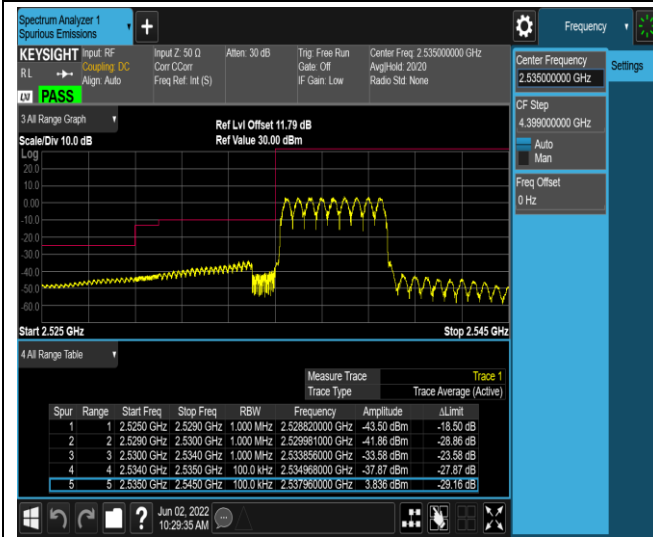 Spectrum Analyzer 1
Spurious Emissions
Frequency
KEYSIGHT Input: RF Input Z: 50 Ω Atten: 30 dB Trig: Free Run Center Freq: 2.535000000 GHz
R L Coupling: DC Corr CCorr Gate: Off Avg|Hold: 20/20
Align: Auto Freq Ref: Int (S) IF Gain: Low Radio Std: None
LXI PASS
Center Frequency
2.535000000 GHz
Settings
CF Step
4.399000000 GHz
Auto
Man
Freq Offset
0 Hz
3 All Range Graph
Ref Lvl Offset 11.79 dB
Scale/Div 10.0 dB Ref Value 30.00 dBm
Log
20.0
10.0
0.00
-10.0
-20.0
-30.0
-40.0
-50.0
-60.0
Start 2.525 GHz Stop 2.545 GHz
4 All Range Table
Measure Trace Trace 1
Trace Type Trace Average (Active)
Spur Range Start Freq Stop Freq RBW Frequency Amplitude ΔLimit
1 1 2.5250 GHz 2.5290 GHz 1.000 MHz 2.528820000 GHz -43.50 dBm -18.50 dB
2 2 2.5290 GHz 2.5300 GHz 1.000 MHz 2.529981000 GHz -41.86 dBm -28.86 dB
3 3 2.5300 GHz 2.5340 GHz 1.000 MHz 2.533856000 GHz -33.58 dBm -23.58 dB
4 4 2.5340 GHz 2.5350 GHz 100.0 kHz 2.534968000 GHz -37.87 dBm -27.87 dB
5 5 2.5350 GHz 2.5450 GHz 100.0 kHz 2.537960000 GHz 3.836 dBm -29.16 dB
?
Jun 02, 2022
10:29:35 AM